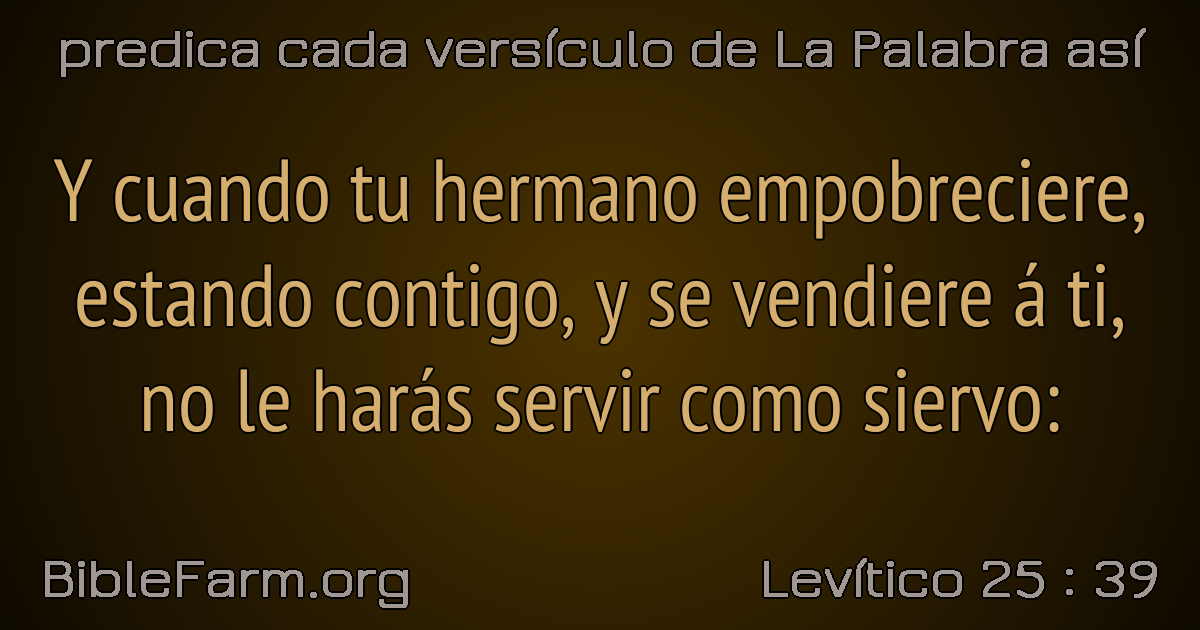 predica cada versículo de La Palabra así
Y cuando tu hermano empobreciere,
estando contigo, y se vendiere á ti,
no le harás servir como siervo:
BibleFarm.org
Levítico 25 : 39